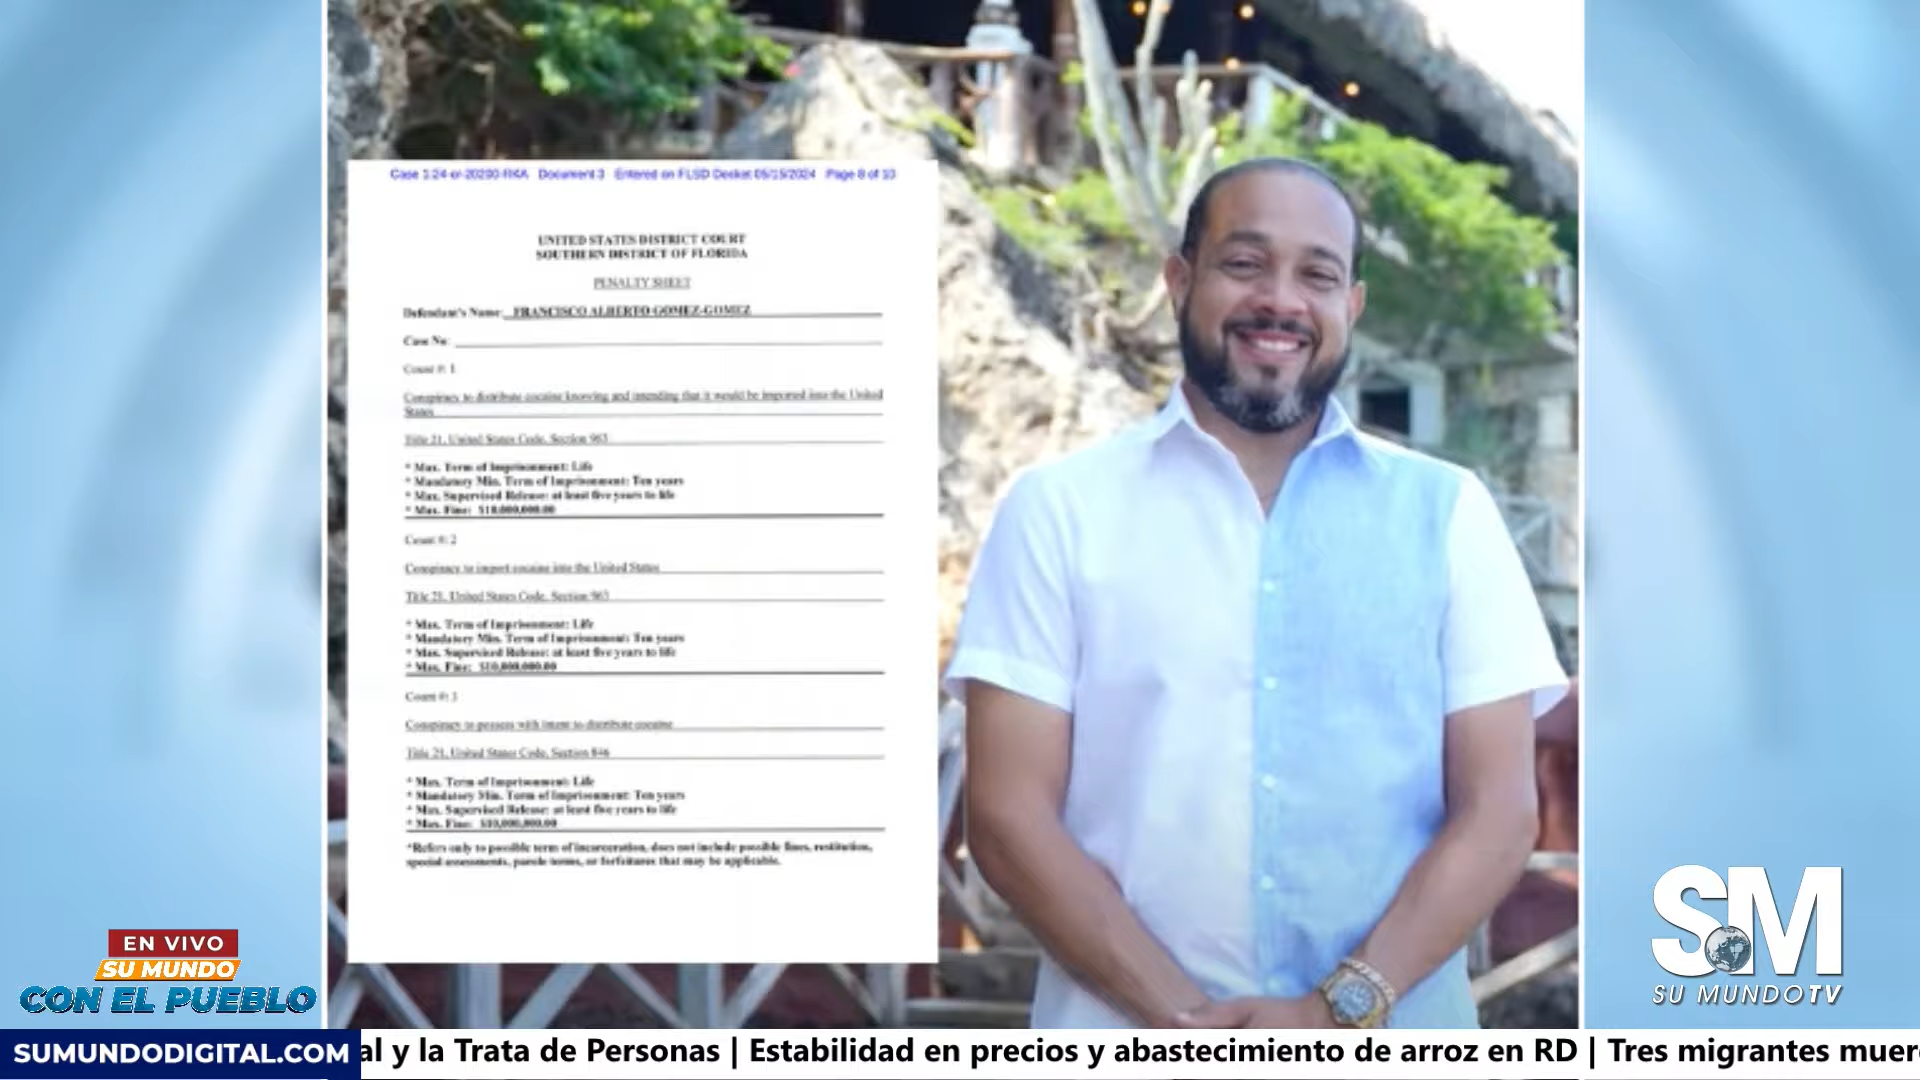 Case 1:24-cr-20200-RKA Document 3 Entered on FLSD Docket 05/15/2024 Page 8 of 10
UNITED STATES DISTRICT COURT
SOUTHERN DISTRICT OF FLORIDA
PENALTY SHEET
Defendant's Name: FRANCISCO ALBERTO GOMEZ-GOMEZ
Case No:
Count #: 1
Conspiracy to distribute cocaine knowing and intending that it would be imported into the United
States
Title 21, United States Code, Section 963
* Max. Term of Imprisonment: Life
* Mandatory Min. Term of Imprisonment: Ten years
* Max. Supervised Release: at least five years to life
* Max. Fine: $10,000,000.00
Count #: 2
Conspiracy to import cocaine into the United States
Title 21, United States Code, Section 963
* Max. Term of Imprisonment: Life
* Mandatory Min. Term of Imprisonment: Ten years
* Max. Supervised Release: at least five years to life
* Max. Fine: $10,000,000.00
Count #: 3
Conspiracy to possess with intent to distribute cocaine
Title 21, United States Code, Section 846
* Max. Term of Imprisonment: Life
* Mandatory Min. Term of Imprisonment: Ten years
* Max. Supervised Release: at least five years to life
* Max. Fine: $10,000,000.00
*Refers only to possible term of incarceration, does not include possible fines, restitution,
special assessments, parole terms, or forfeitures that may be applicable.
EN VIVO
SU MUNDO
CON EL PUEBLO
SM
SU MUNDOTV
SUMUNDODIGITAL.COM
al y la Trata de Personas | Estabilidad en precios y abastecimiento de arroz en RD | Tres migrantes muer